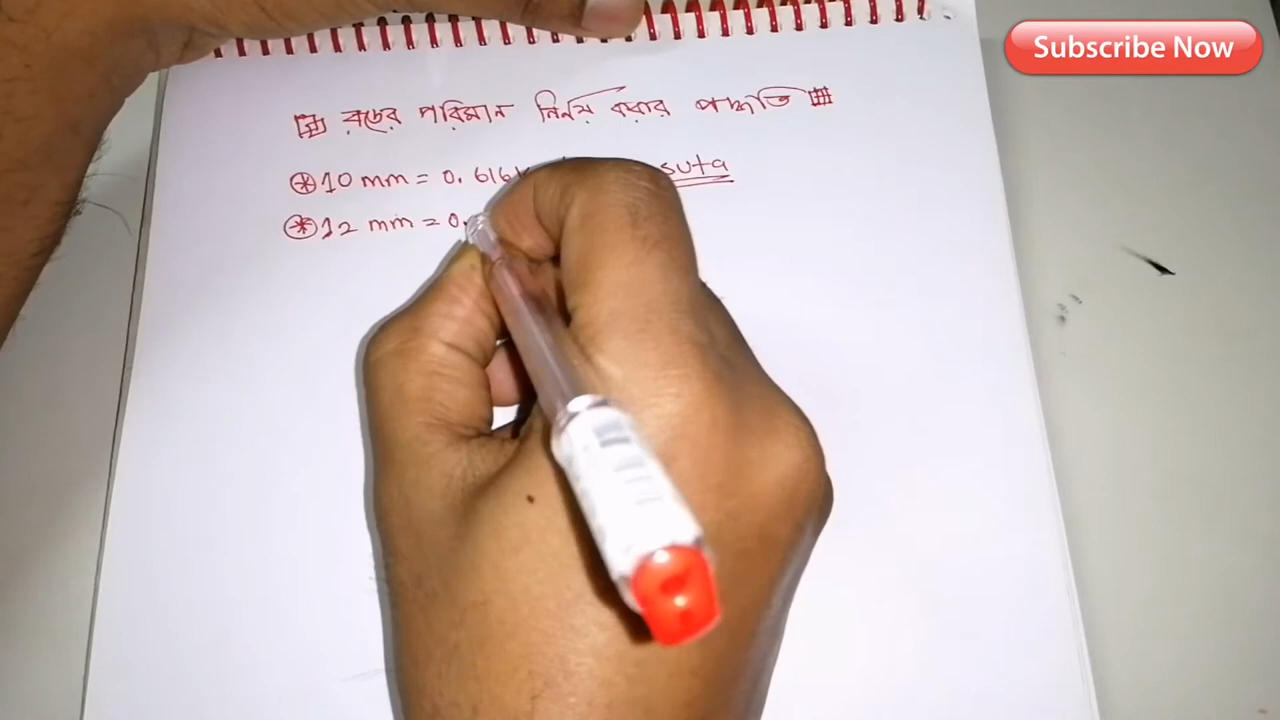 Subscribe Now
রডের পরিমান নির্নয় করার পদ্ধতি
10 mm = 0.616 suta
12 mm = 0.